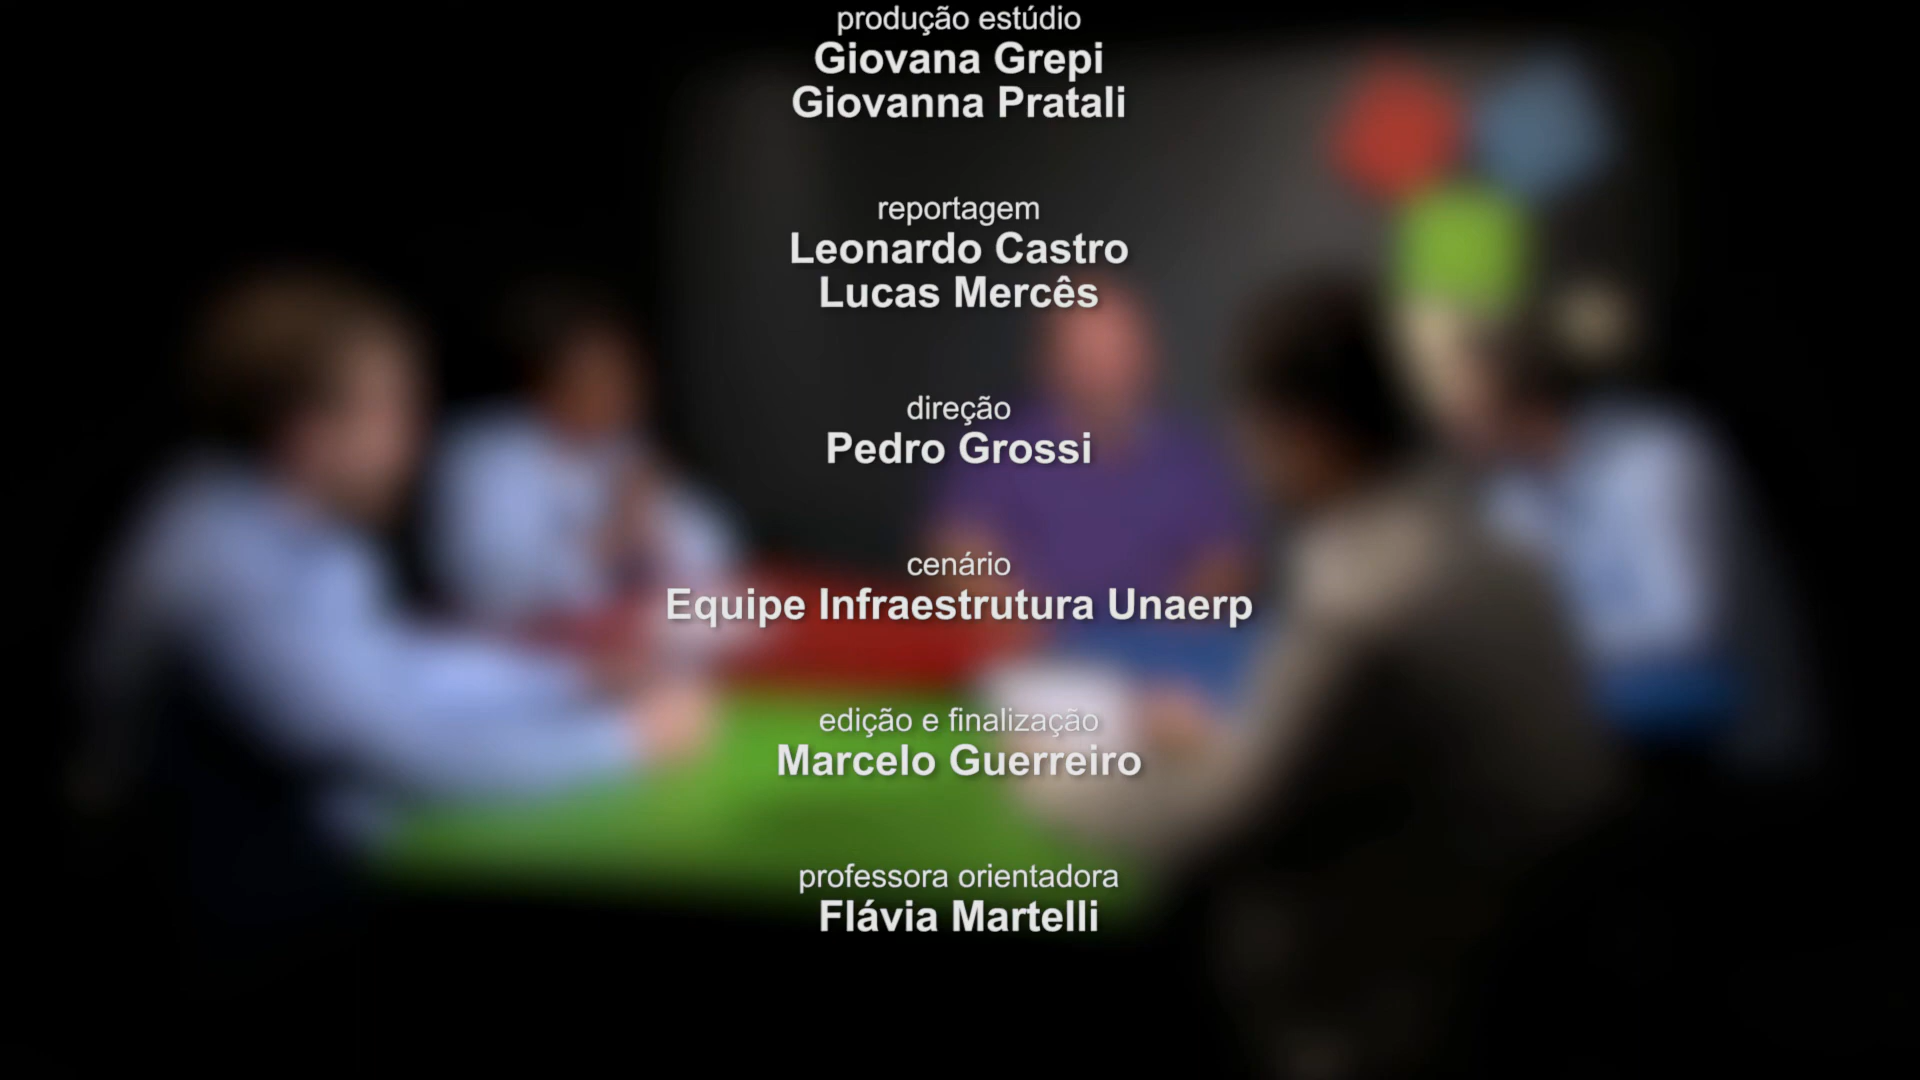 produção estúdio
Giovana Grepi
Giovanna Pratali
reportagem
Leonardo Castro
Lucas Mercês
direção
Pedro Grossi
cenário
Equipe Infraestrutura Unaerp
edição e finalização
Marcelo Guerreiro
professora orientadora
Flávia Martelli